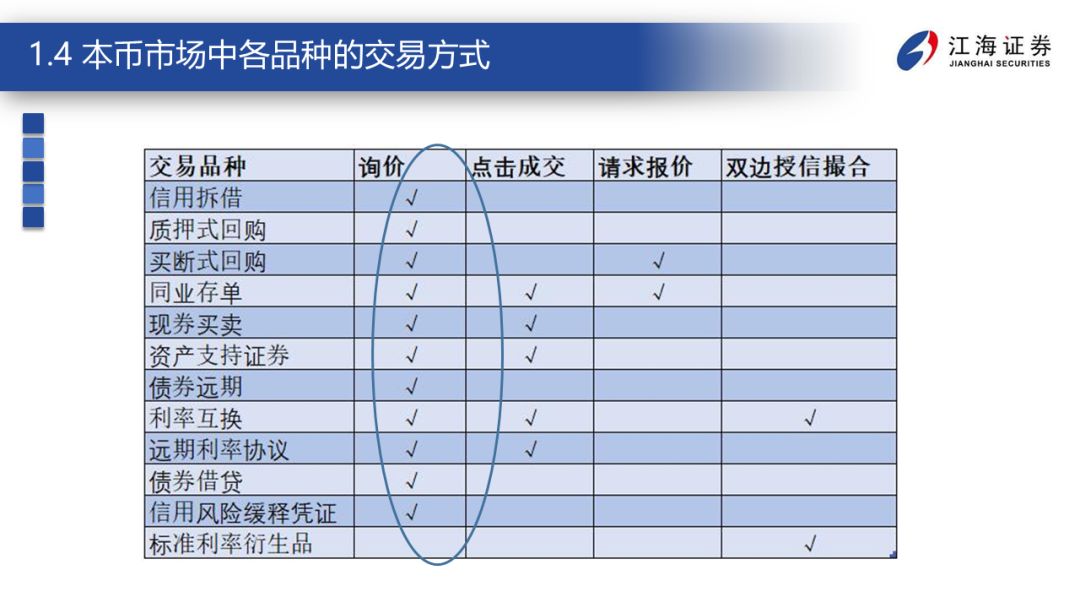 1.4 本币市场中各品种的交易方式
江海证券
JIANGHAI SECURITIES
交易品种 询价 点击成交 请求报价 双边授信撮合
信用拆借 √
质押式回购 √
买断式回购 √ √
同业存单 √ √ √
现券买卖 √ √
资产支持证券 √ √
债券远期 √
利率互换 √ √ √
远期利率协议 √ √
债券借贷 √
信用风险缓释凭证 √
标准利率衍生品 √